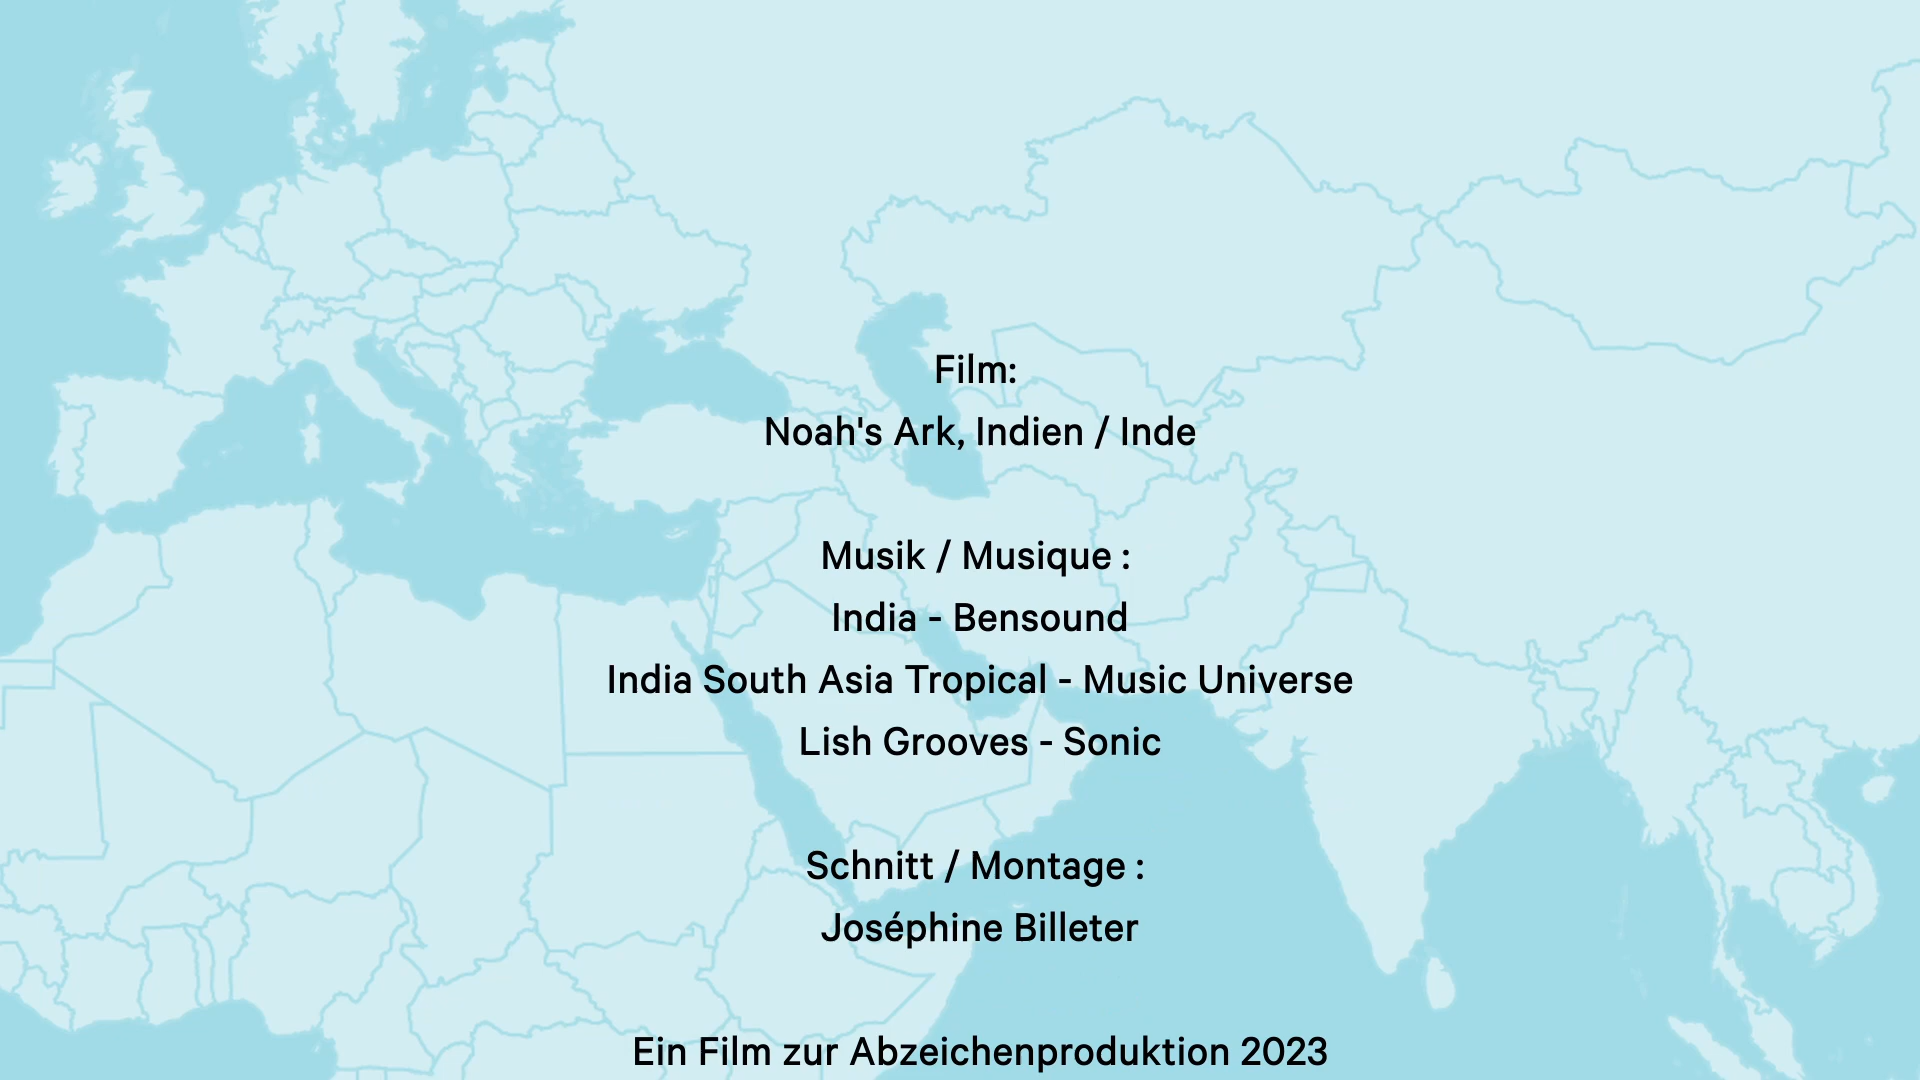 Film:
Noah's Ark, Indien / Inde
Musik / Musique :
India - Bensound
India South Asia Tropical - Music Universe
Lish Grooves - Sonic
Schnitt / Montage :
Joséphine Billeter
Ein Film zur Abzeichenproduktion 2023